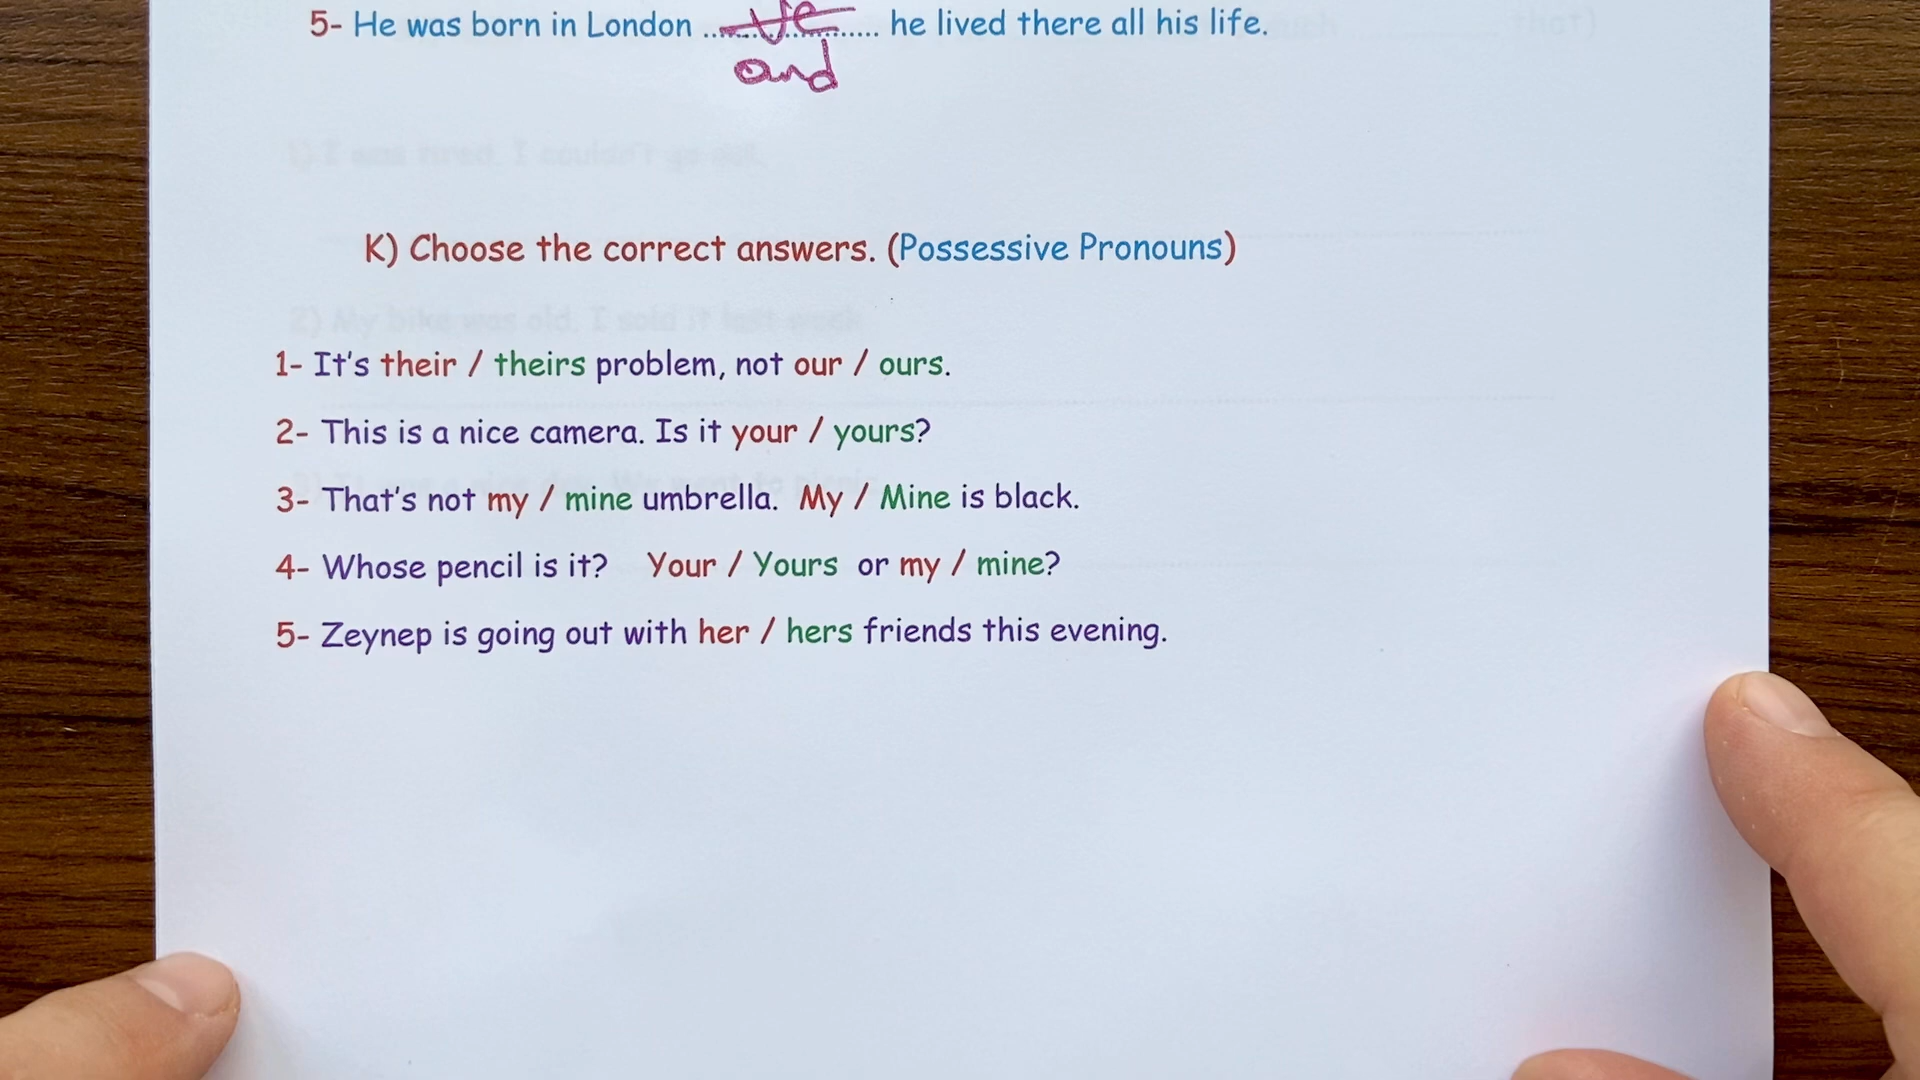 5- He was born in London .................... he lived there all his life.
and
K) Choose the correct answers. (Possessive Pronouns)
1- It's their / theirs problem, not our / ours.
2- This is a nice camera. Is it your / yours?
3- That's not my / mine umbrella. My / Mine is black.
4- Whose pencil is it? Your / Yours or my / mine?
5- Zeynep is going out with her / hers friends this evening.